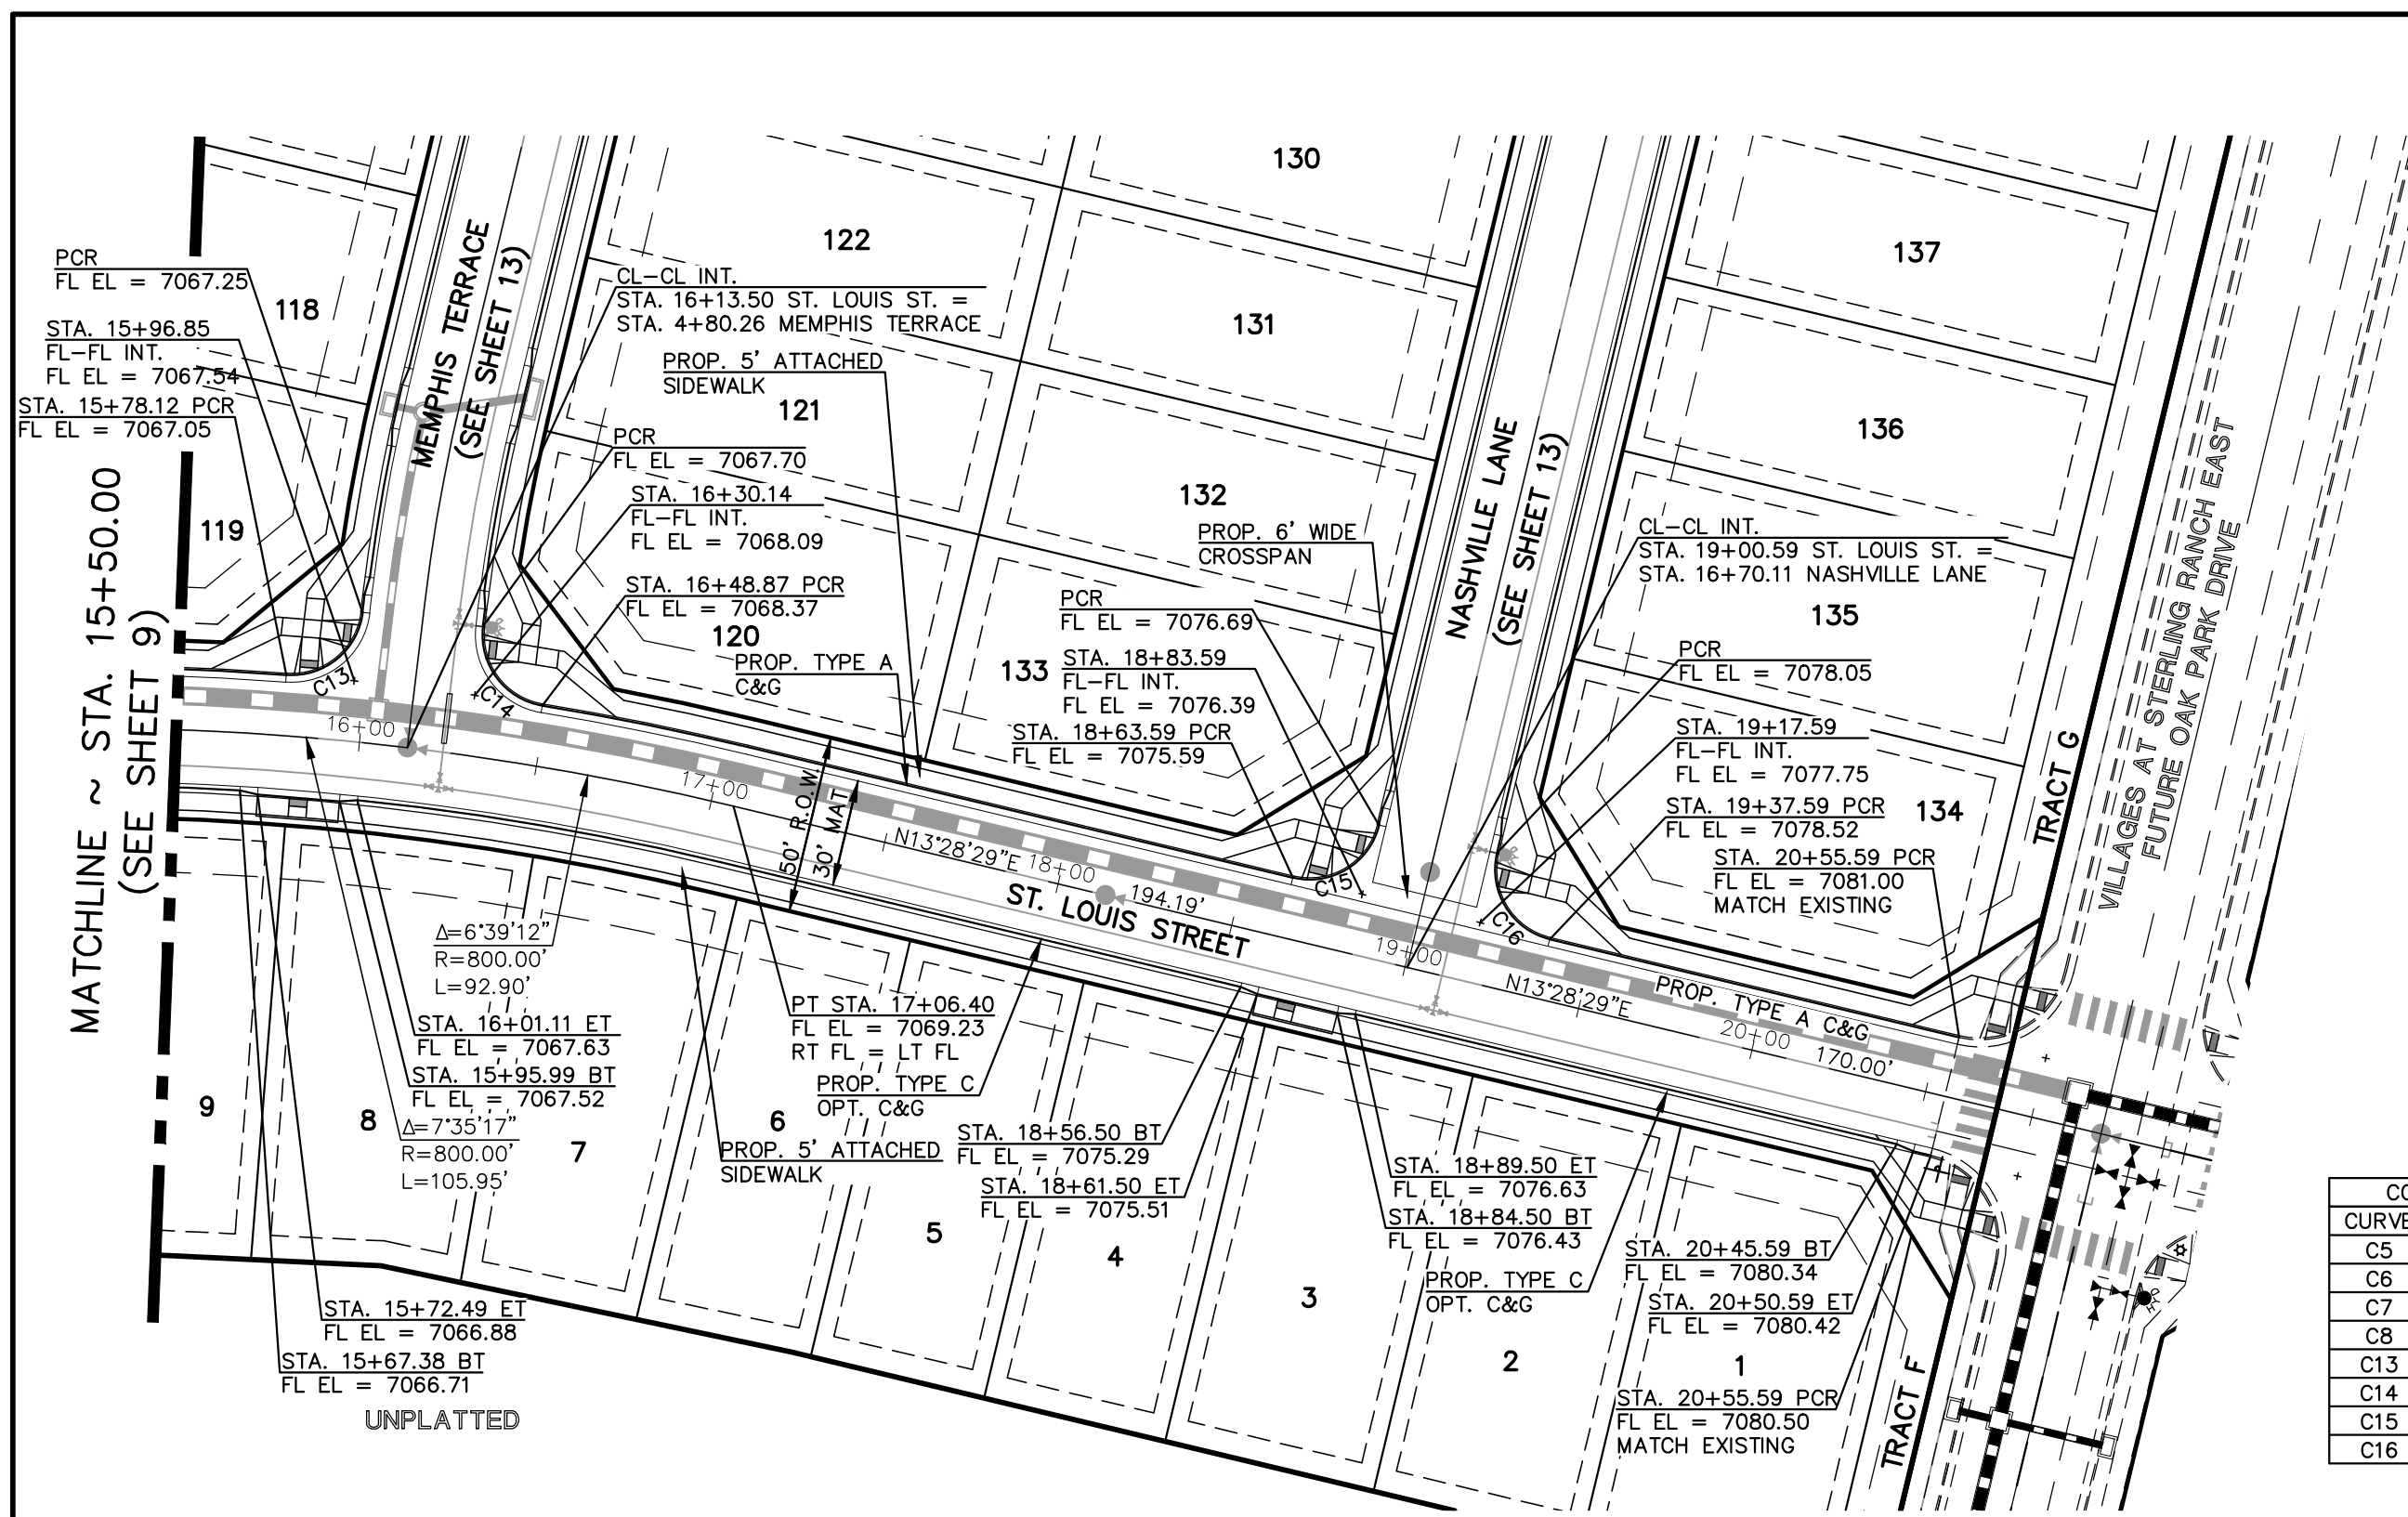 PCR
FL EL = 7067.25
STA. 15+96.85
FL-FL INT.
FL EL = 7067.54
STA. 15+78.12 PCR
FL EL = 7067.05
118
119
MATCHLINE ~ STA. 15+50.00
(SEE SHEET 9)
MEMPHIS TERRACE
(SEE SHEET 13)
CL-CL INT.
STA. 16+13.50 ST. LOUIS ST. =
STA. 4+80.26 MEMPHIS TERRACE
PROP. 5' ATTACHED
SIDEWALK
PCR
FL EL = 7067.70
STA. 16+30.14
FL-FL INT.
FL EL = 7068.09
STA. 16+48.87 PCR
FL EL = 7068.37
122
121
120
PROP. TYPE A
C&G
130
131
132
133
PROP. 6' WIDE
CROSSPAN
PCR
FL EL = 7076.69
STA. 18+83.59
FL-FL INT.
FL EL = 7076.39
STA. 18+63.59 PCR
FL EL = 7075.59
NASHVILLE LANE
(SEE SHEET 13)
137
136
135
134
CL-CL INT.
STA. 19+00.59 ST. LOUIS ST. =
STA. 16+70.11 NASHVILLE LANE
PCR
FL EL = 7078.05
STA. 19+17.59
FL-FL INT.
FL EL = 7077.75
STA. 19+37.59 PCR
FL EL = 7078.52
STA. 20+55.59 PCR
FL EL = 7081.00
MATCH EXISTING
TRACT G
VILLAGES AT STERLING RANCH EAST
FUTURE OAK PARK DRIVE
C13
C14
C15
C16
16+00
17+00
18+00
19+00
20+00
50' R.O.W.
30' MAT
N13°28'29"E
194.19'
ST. LOUIS STREET
N13°28'29"E
170.00'
PROP. TYPE A C&G
Δ=6°39'12"
R=800.00'
L=92.90'
STA. 16+01.11 ET
FL EL = 7067.63
STA. 15+95.99 BT
FL EL = 7067.52
Δ=7°35'17"
R=800.00'
L=105.95'
STA. 15+72.49 ET
FL EL = 7066.88
STA. 15+67.38 BT
FL EL = 7066.71
UNPLATTED
PT STA. 17+06.40
FL EL = 7069.23
RT FL = LT FL
PROP. TYPE C
OPT. C&G
PROP. 5' ATTACHED
SIDEWALK
STA. 18+56.50 BT
FL EL = 7075.29
STA. 18+61.50 ET
FL EL = 7075.51
STA. 18+89.50 ET
FL EL = 7076.63
STA. 18+84.50 BT
FL EL = 7076.43
PROP. TYPE C
OPT. C&G
STA. 20+45.59 BT
FL EL = 7080.34
STA. 20+50.59 ET
FL EL = 7080.42
STA. 20+55.59 PCR
FL EL = 7080.50
MATCH EXISTING
9
8
7
6
5
4
3
2
1
TRACT F
CURVE
C5
C6
C7
C8
C13
C14
C15
C16